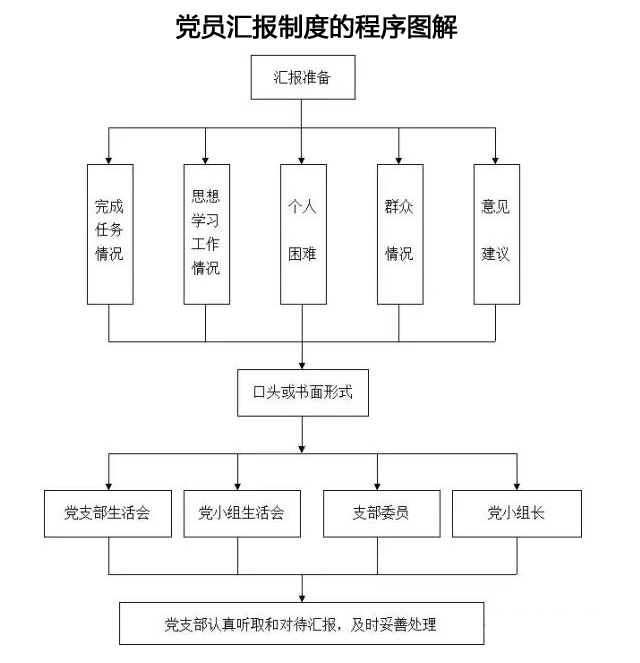 党员汇报制度的程序图解
汇报准备
完成
任务
情况
思想
学习
工作
情况
个人
困难
群众
情况
意见
建议
口头或书面形式
党支部生活会
党小组生活会
支部委员
党小组长
党支部认真听取和对待汇报，及时妥善处理